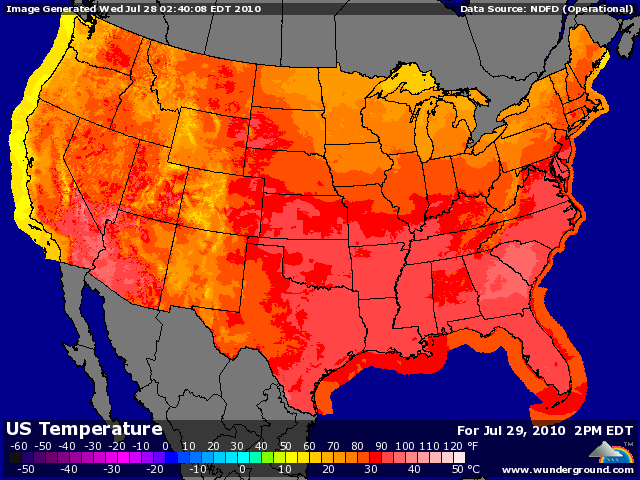 Image Generated Wed Jul 28 02:40:08 EDT 2010 Data Source: NDFD (Operational)
US Temperature For Jul 29, 2010 2PM EDT
-60 -50 -40 -30 -20 -10 0 10 20 30 40 50 60 70 80 90 100 110 120 °F
-50 -40 -30 -20 -10 0 10 20 30 40 50 °C
TM
www.wunderground.com